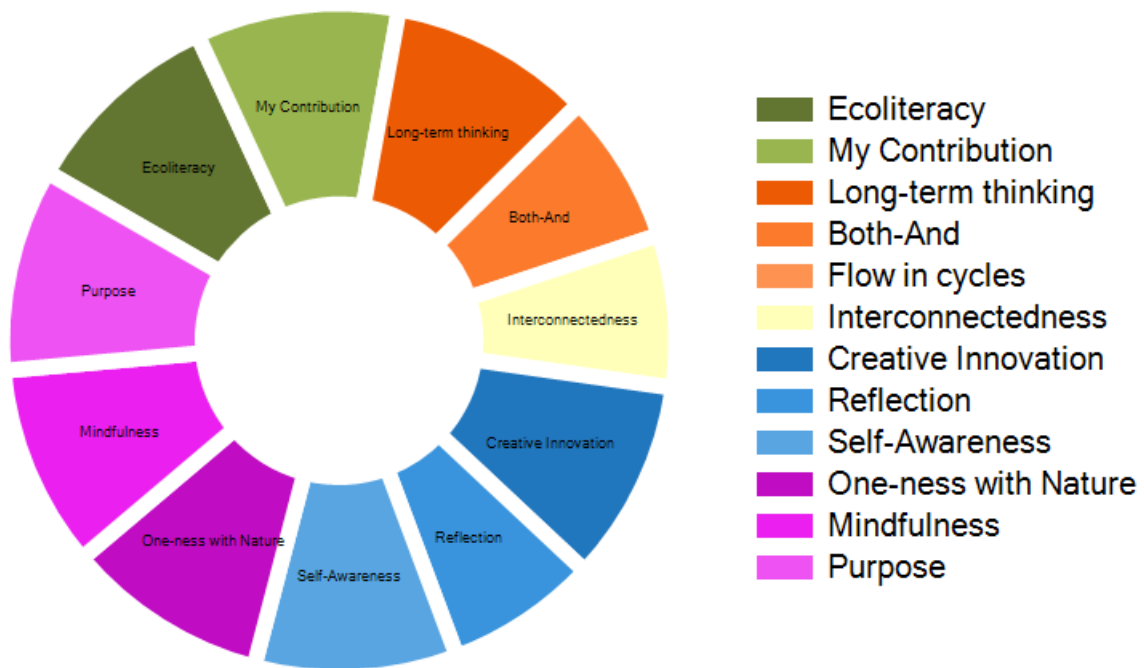 My Contribution
Long-term thinking
Ecoliteracy
Both-And
Purpose
Interconnectedness
Mindfulness
Creative Innovation
One-ness with Nature
Reflection
Self-Awareness
Ecoliteracy
My Contribution
Long-term thinking
Both-And
Flow in cycles
Interconnectedness
Creative Innovation
Reflection
Self-Awareness
One-ness with Nature
Mindfulness
Purpose